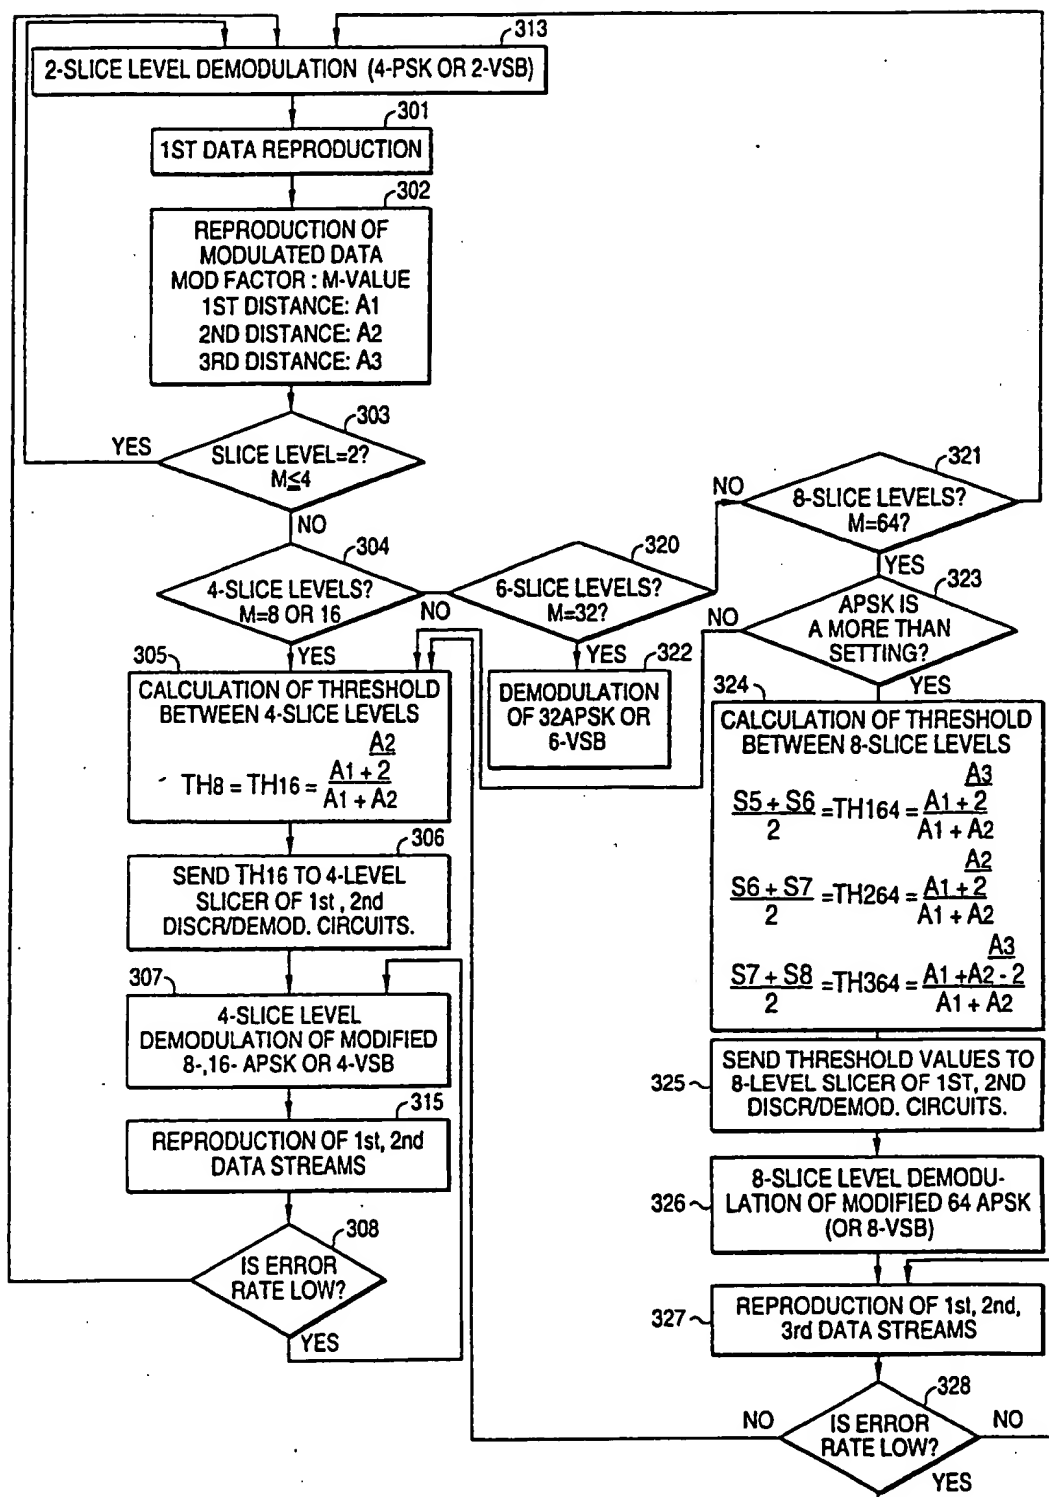 313
2-SLICE LEVEL DEMODULATION (4-PSK OR 2-VSB)
301
1ST DATA REPRODUCTION
302
REPRODUCTION OF
MODULATED DATA
MOD FACTOR : M-VALUE
1ST DISTANCE: A1
2ND DISTANCE: A2
3RD DISTANCE: A3
303
YES
SLICE LEVEL=2?
M≤4
NO
304
4-SLICE LEVELS?
M=8 OR 16
NO
YES
320
6-SLICE LEVELS?
M=32?
NO
YES
321
8-SLICE LEVELS?
M=64?
YES
323
NO
APSK IS
A MORE THAN
SETTING?
YES
322
DEMODULATION
OF 32APSK OR
6-VSB
305
CALCULATION OF THRESHOLD
BETWEEN 4-SLICE LEVELS
A2
TH8 = TH16 = A1 + 2
A1 + A2
306
SEND TH16 TO 4-LEVEL
SLICER OF 1st , 2nd
DISCR/DEMOD. CIRCUITS.
307
4-SLICE LEVEL
DEMODULATION OF MODIFIED
8-,16- APSK OR 4-VSB
315
REPRODUCTION OF 1st, 2nd
DATA STREAMS
308
IS ERROR
RATE LOW?
YES
324
CALCULATION OF THRESHOLD
BETWEEN 8-SLICE LEVELS
A3
S5 + S6 =TH164 = A1 + 2
2 A1 + A2
A2
S6 + S7 =TH264 = A1 + 2
2 A1 + A2
A3
S7 + S8 =TH364 = A1 +A2 - 2
2 A1 + A2
325
SEND THRESHOLD VALUES TO
8-LEVEL SLICER OF 1ST, 2ND
DISCR/DEMOD. CIRCUITS.
326
8-SLICE LEVEL DEMODU-
LATION OF MODIFIED 64 APSK
(OR 8-VSB)
327
REPRODUCTION OF 1st, 2nd,
3rd DATA STREAMS
328
NO
IS ERROR
RATE LOW?
NO
YES